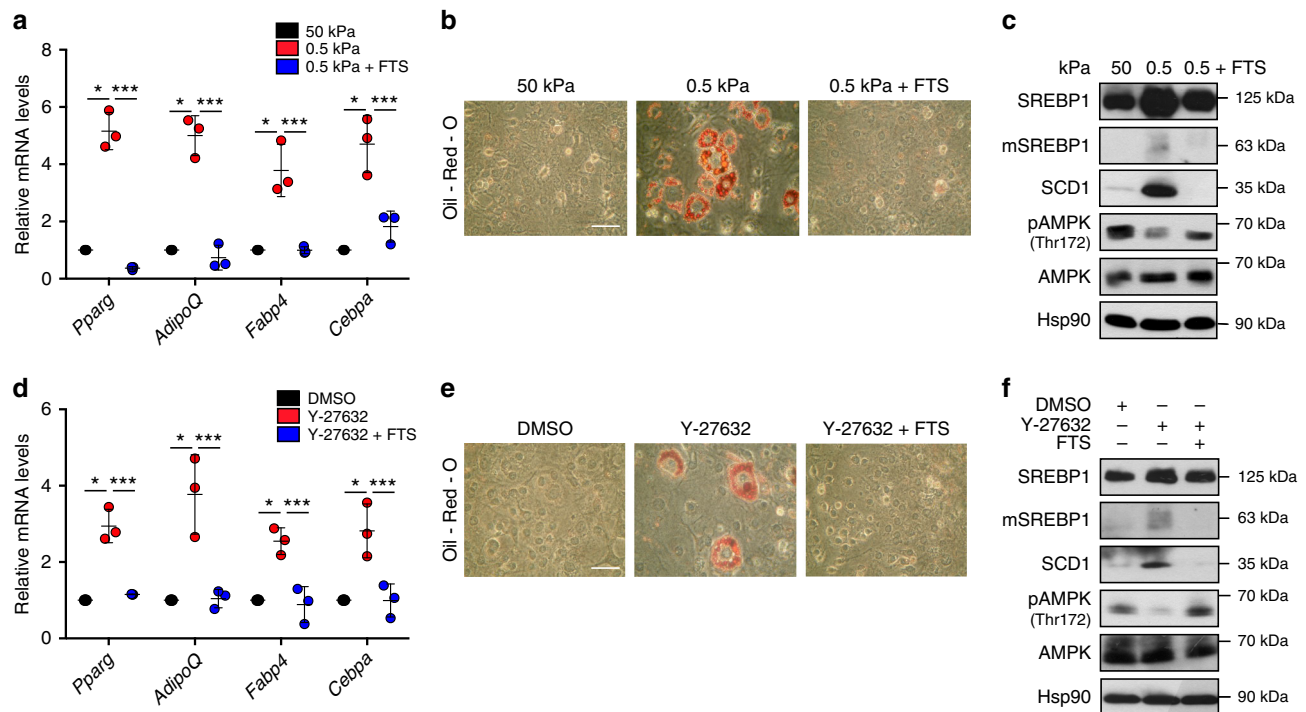 a
50 kPa
0.5 kPa
0.5 kPa + FTS
Relative mRNA levels
8
6
4
2
0
* *** * *** * *** * ***
Pparg AdipoQ Fabp4 Cebpa
b
50 kPa 0.5 kPa 0.5 kPa + FTS
Oil - Red - O
c
kPa 50 0.5 0.5 + FTS
SREBP1 125 kDa
mSREBP1 63 kDa
SCD1 35 kDa
pAMPK 70 kDa
(Thr172)
AMPK 70 kDa
Hsp90 90 kDa
d
DMSO
Y-27632
Y-27632 + FTS
Relative mRNA levels
6
4
2
0
* *** * *** * *** * ***
Pparg AdipoQ Fabp4 Cebpa
e
DMSO Y-27632 Y-27632 + FTS
Oil - Red - O
f
DMSO + – –
Y-27632 – + +
FTS – – +
SREBP1 125 kDa
mSREBP1 63 kDa
SCD1 35 kDa
pAMPK 70 kDa
(Thr172)
AMPK 70 kDa
Hsp90 90 kDa